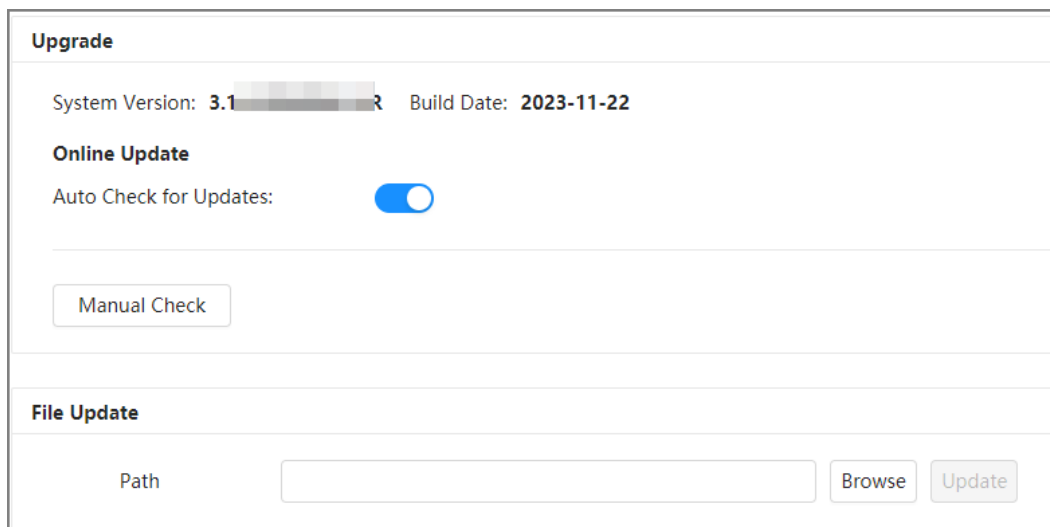 Upgrade
System Version: 3.1 R Build Date: 2023-11-22
Online Update
Auto Check for Updates:
Manual Check
File Update
Path Browse Update